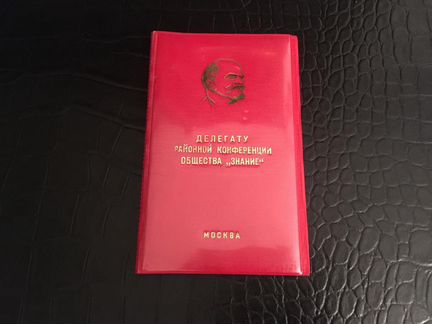 ДЕЛЕГАТУ
РАЙОННОЙ КОНФЕРЕНЦИИ
ОБЩЕСТВА „ЗНАНИЕ“
МОСКВА